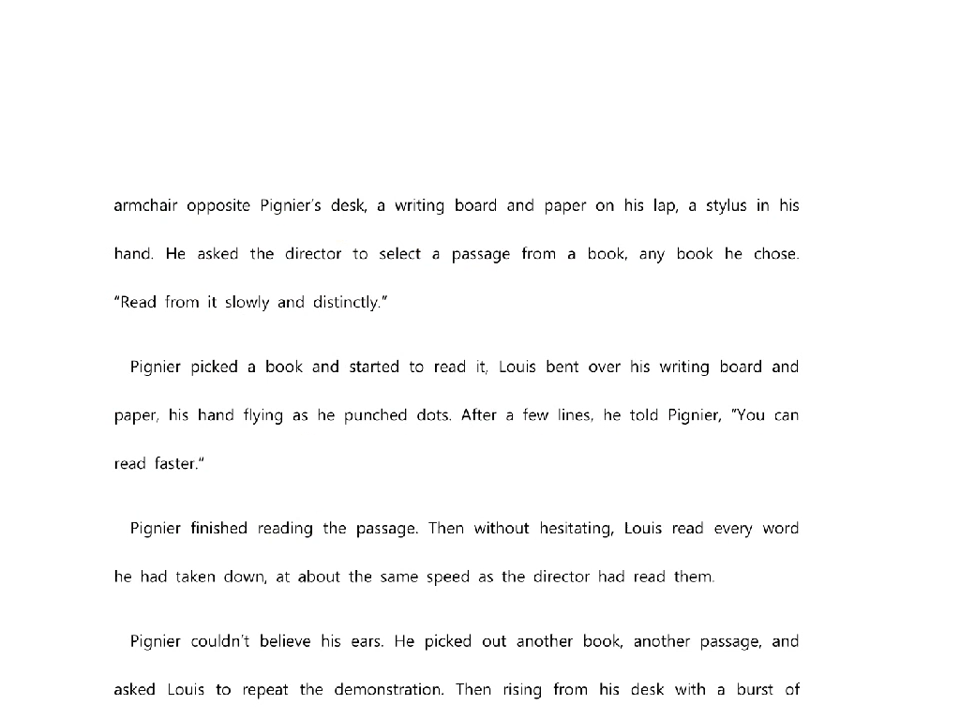 armchair opposite Pignier's desk, a writing board and paper on his lap, a stylus in his
hand. He asked the director to select a passage from a book, any book he chose.
“Read from it slowly and distinctly.”
Pignier picked a book and started to read it, Louis bent over his writing board and
paper, his hand flying as he punched dots. After a few lines, he told Pignier, “You can
read faster.”
Pignier finished reading the passage. Then without hesitating, Louis read every word
he had taken down, at about the same speed as the director had read them.
Pignier couldn't believe his ears. He picked out another book, another passage, and
asked Louis to repeat the demonstration. Then rising from his desk with a burst of